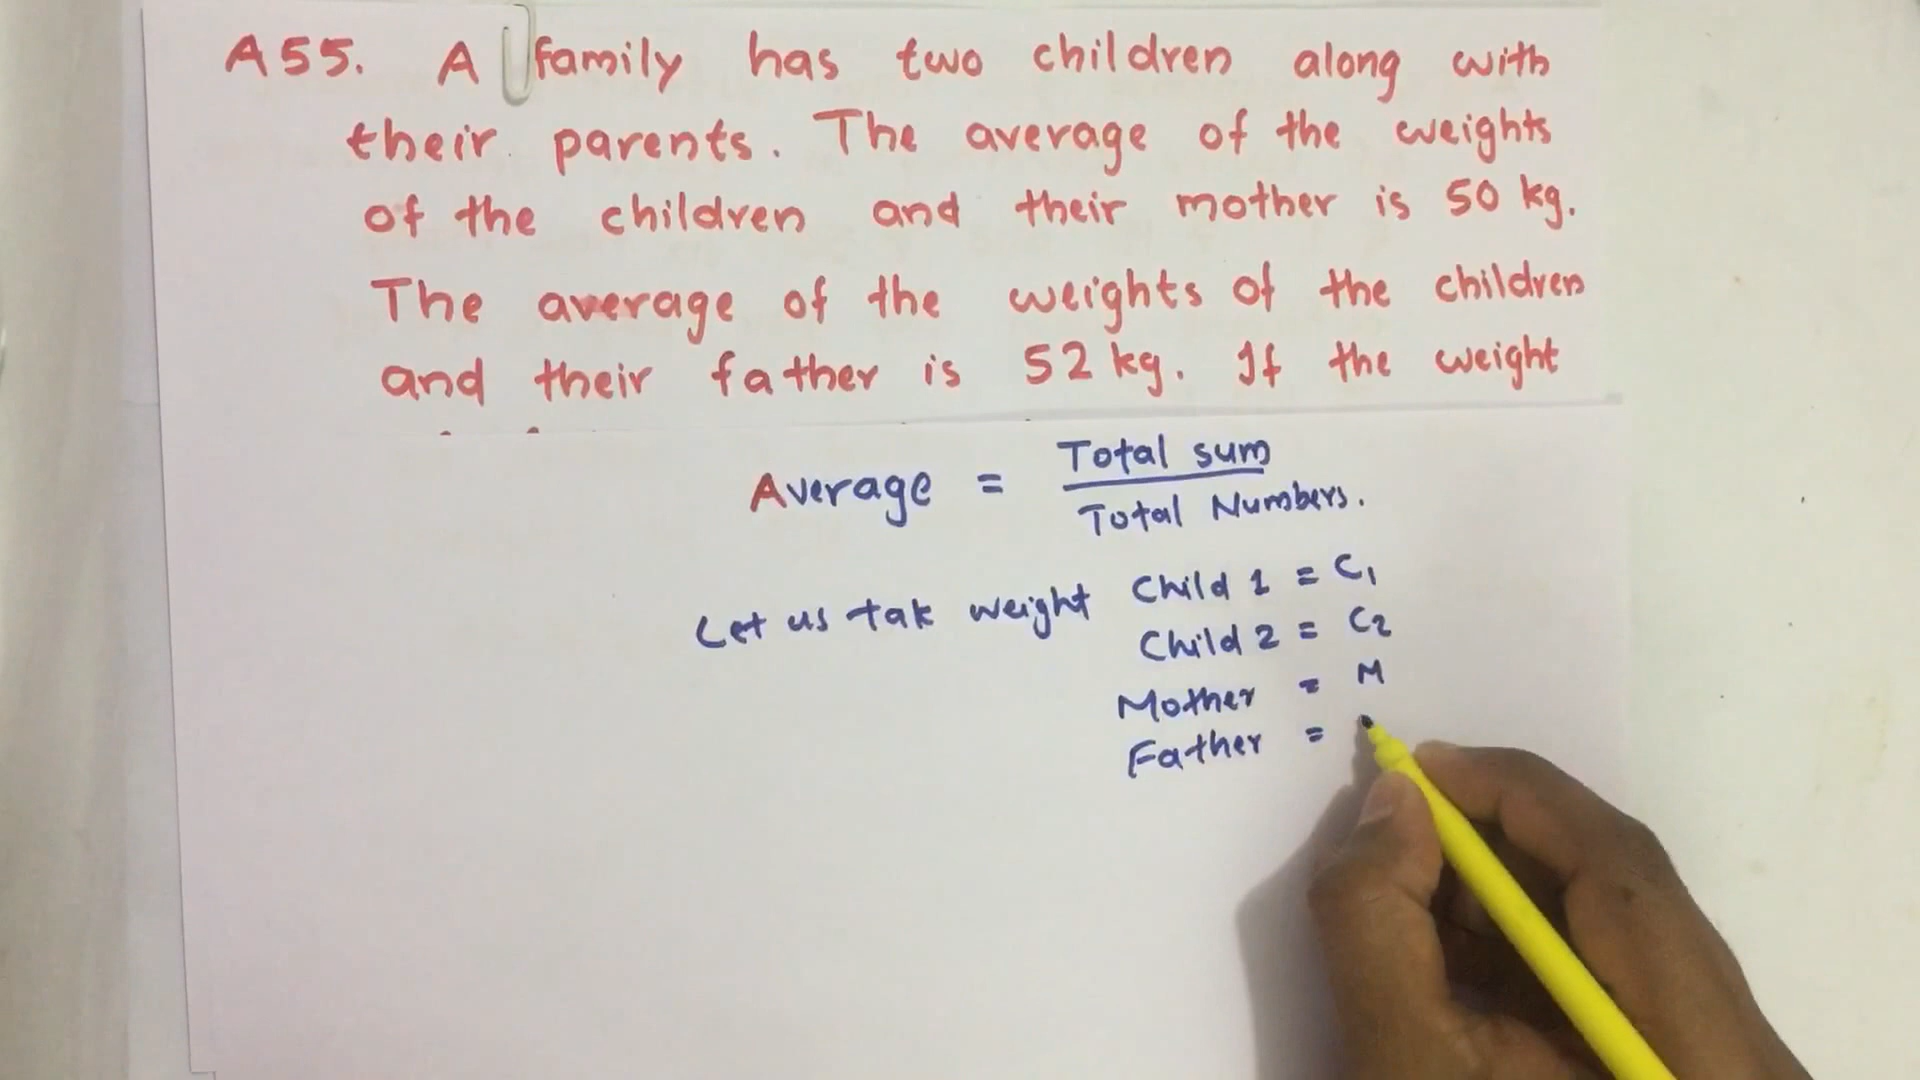 A55. A family has two children along with
their parents. The average of the weights
of the children and their mother is 50 kg.
The average of the weights of the children
and their father is 52 kg. If the weight
Average = Total sum
Total Numbers.
Let us tak weight Child 1 = C1
Child 2 = C2
Mother = M
Father =